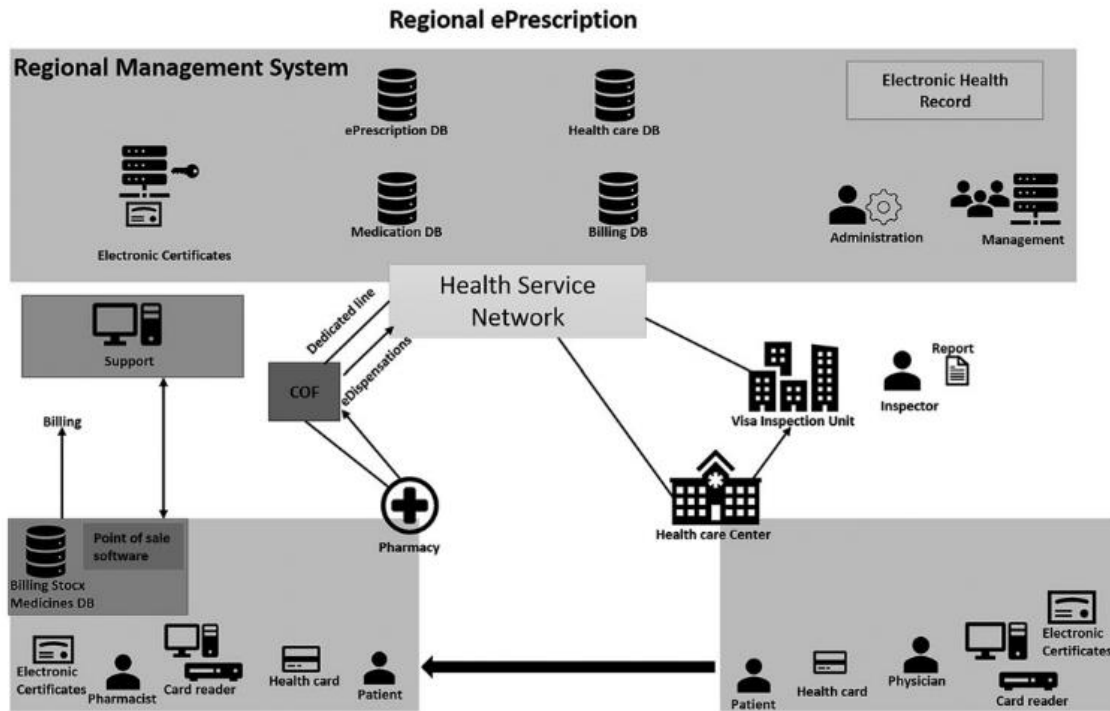 Regional ePrescription
Regional Management System
ePrescription DB
Health care DB
Electronic Health
Record
Electronic Certificates
Medication DB
Billing DB
Administration
Management
Health Service
Network
Support
Dedicated line
eDispensations
COF
Billing
Visa Inspection Unit
Inspector
Report
Pharmacy
Health care Center
Point of sale
software
Billing Stocx
Medicines DB
Electronic
Certificates
Pharmacist
Card reader
Health card
Patient
Patient
Health card
Physician
Card reader
Electronic
Certificates